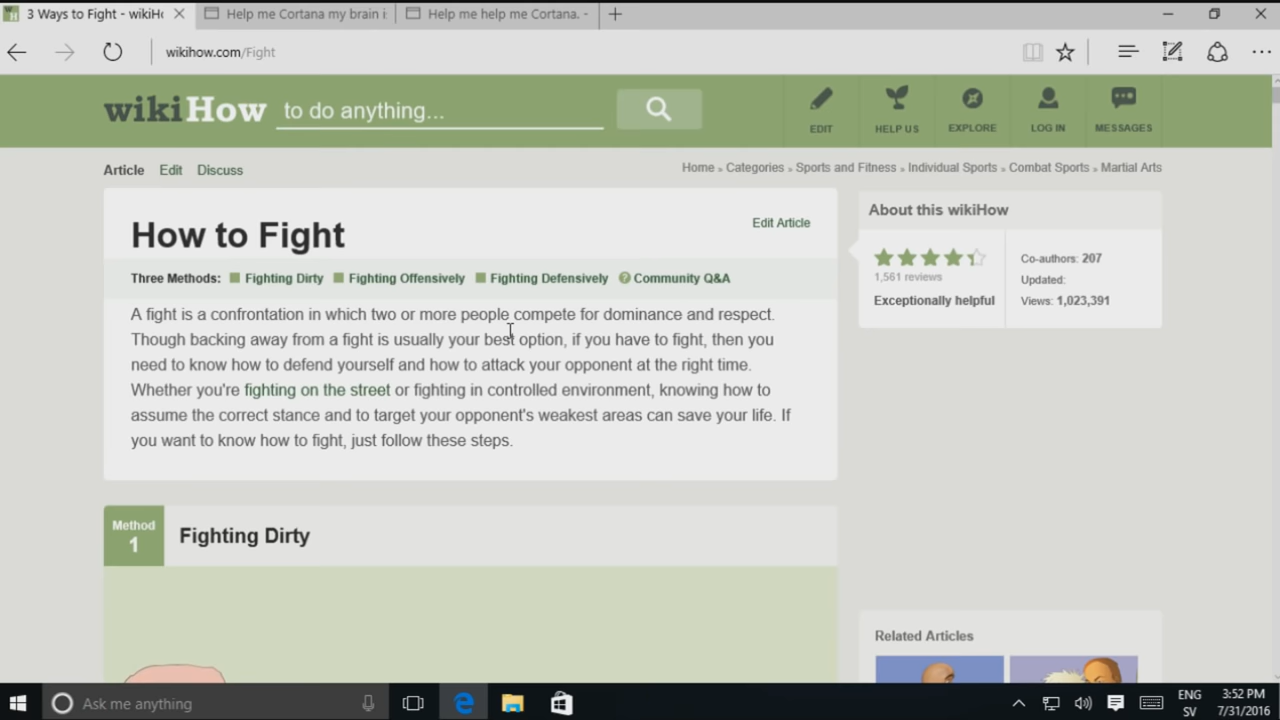 3 Ways to Fight - wikiH
Help me Cortana my brain i
Help me help me Cortana. -
wikihow.com/Fight
wikiHow to do anything...
EDIT
HELP US
EXPLORE
LOG IN
MESSAGES
Article Edit Discuss
Home » Categories » Sports and Fitness » Individual Sports » Combat Sports » Martial Arts
How to Fight
Edit Article
Three Methods: Fighting Dirty Fighting Offensively Fighting Defensively Community Q&A
A fight is a confrontation in which two or more people compete for dominance and respect.
Though backing away from a fight is usually your best option, if you have to fight, then you
need to know how to defend yourself and how to attack your opponent at the right time.
Whether you're fighting on the street or fighting in controlled environment, knowing how to
assume the correct stance and to target your opponent's weakest areas can save your life. If
you want to know how to fight, just follow these steps.
About this wikiHow
1,561 reviews
Exceptionally helpful
Co-authors: 207
Updated:
Views: 1,023,391
Method
1
Fighting Dirty
Related Articles
Ask me anything
ENG
SV
3:52 PM
7/31/2016